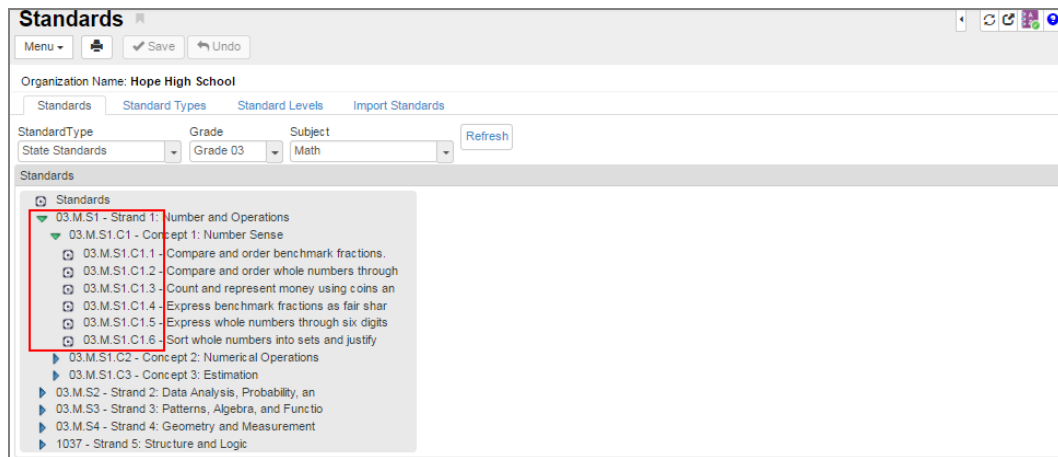 Standards
Menu Save Undo
Organization Name: Hope High School
Standards Standard Types Standard Levels Import Standards
StandardType Grade Subject
State Standards Grade 03 Math Refresh
Standards
Standards
03.M.S1 - Strand 1: Number and Operations
03.M.S1.C1 - Concept 1: Number Sense
03.M.S1.C1.1 - Compare and order benchmark fractions.
03.M.S1.C1.2 - Compare and order whole numbers through
03.M.S1.C1.3 - Count and represent money using coins an
03.M.S1.C1.4 - Express benchmark fractions as fair shar
03.M.S1.C1.5 - Express whole numbers through six digits
03.M.S1.C1.6 - Sort whole numbers into sets and justify
03.M.S1.C2 - Concept 2: Numerical Operations
03.M.S1.C3 - Concept 3: Estimation
03.M.S2 - Strand 2: Data Analysis, Probability, an
03.M.S3 - Strand 3: Patterns, Algebra, and Functio
03.M.S4 - Strand 4: Geometry and Measurement
1037 - Strand 5: Structure and Logic